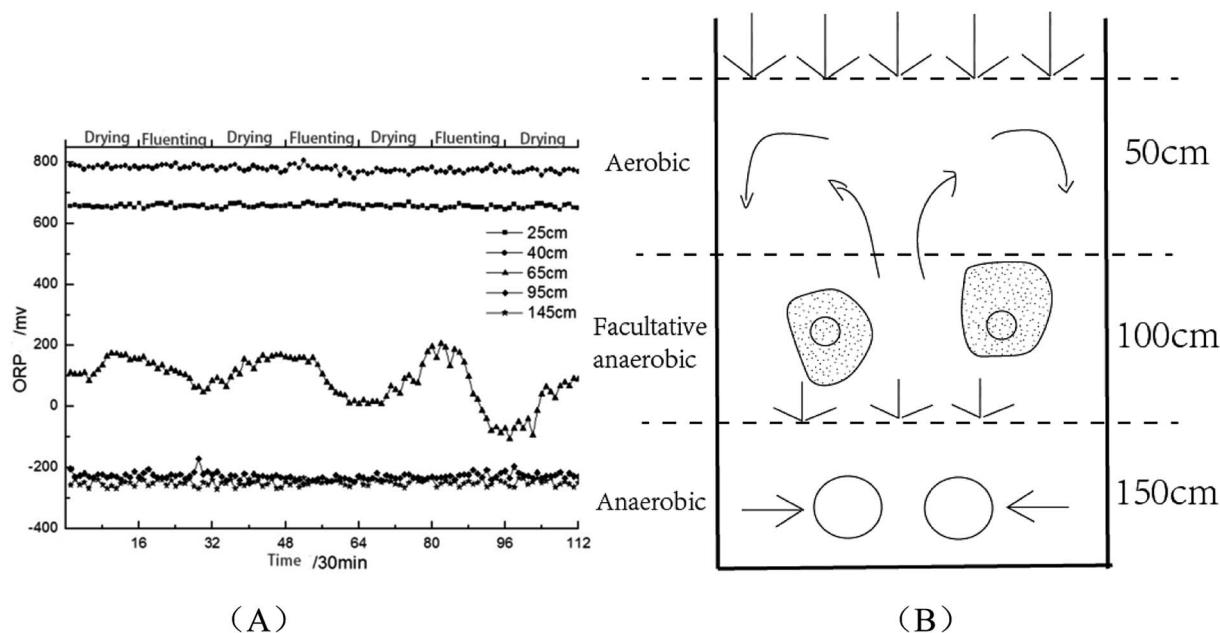 Drying Fluenting Drying Fluenting Drying Fluenting Drying
800
600
400
200
0
-200
-400
ORP /mv
25cm
40cm
65cm
95cm
145cm
16 32 48 64 80 96 112
Time /30min
(A)
Aerobic
50cm
Facultative
anaerobic
100cm
Anaerobic
150cm
(B)